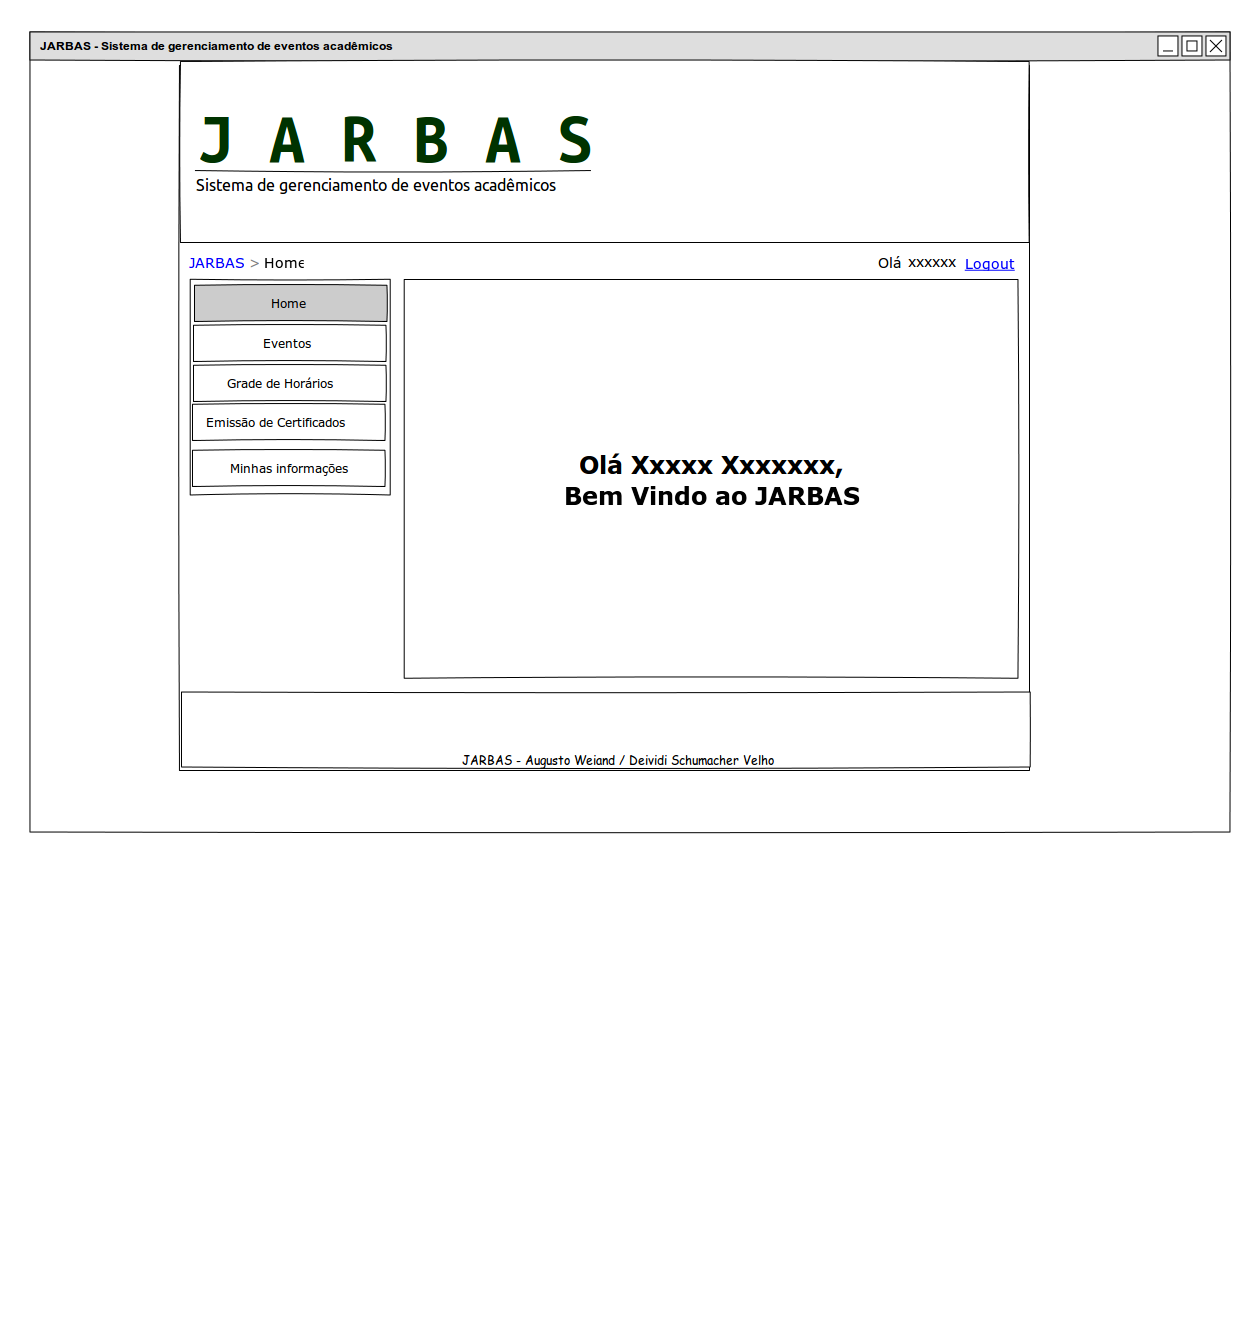 JARBAS - Sistema de gerenciamento de eventos acadêmicos
J A R B A S
Sistema de gerenciamento de eventos acadêmicos
JARBAS > Home
Olá xxxxxx Logout
Home
Eventos
Grade de Horários
Emissão de Certificados
Minhas informações
Olá Xxxxx Xxxxxxx,
Bem Vindo ao JARBAS
JARBAS - Augusto Weiand / Deividi Schumacher Velho